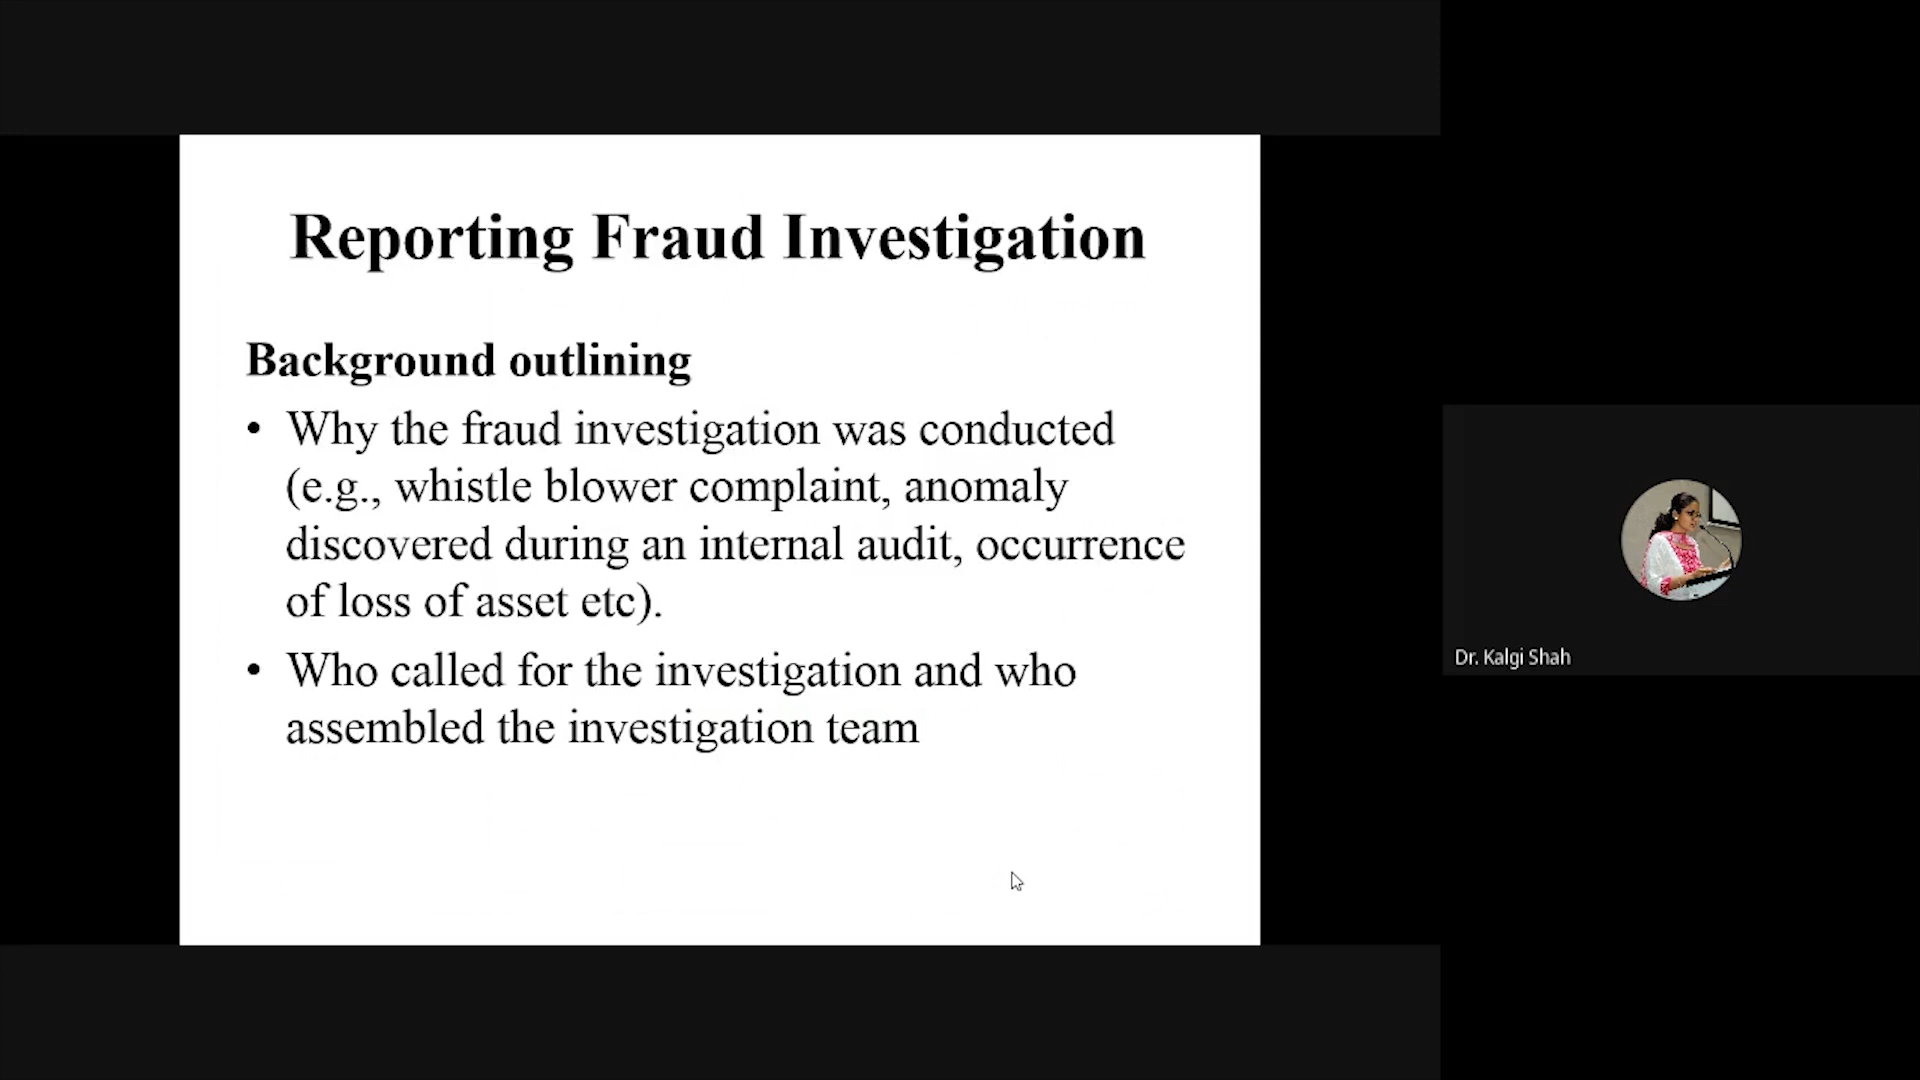 Reporting Fraud Investigation
Background outlining
• Why the fraud investigation was conducted
(e.g., whistle blower complaint, anomaly
discovered during an internal audit, occurrence
of loss of asset etc).
• Who called for the investigation and who
assembled the investigation team
Dr. Kalgi Shah